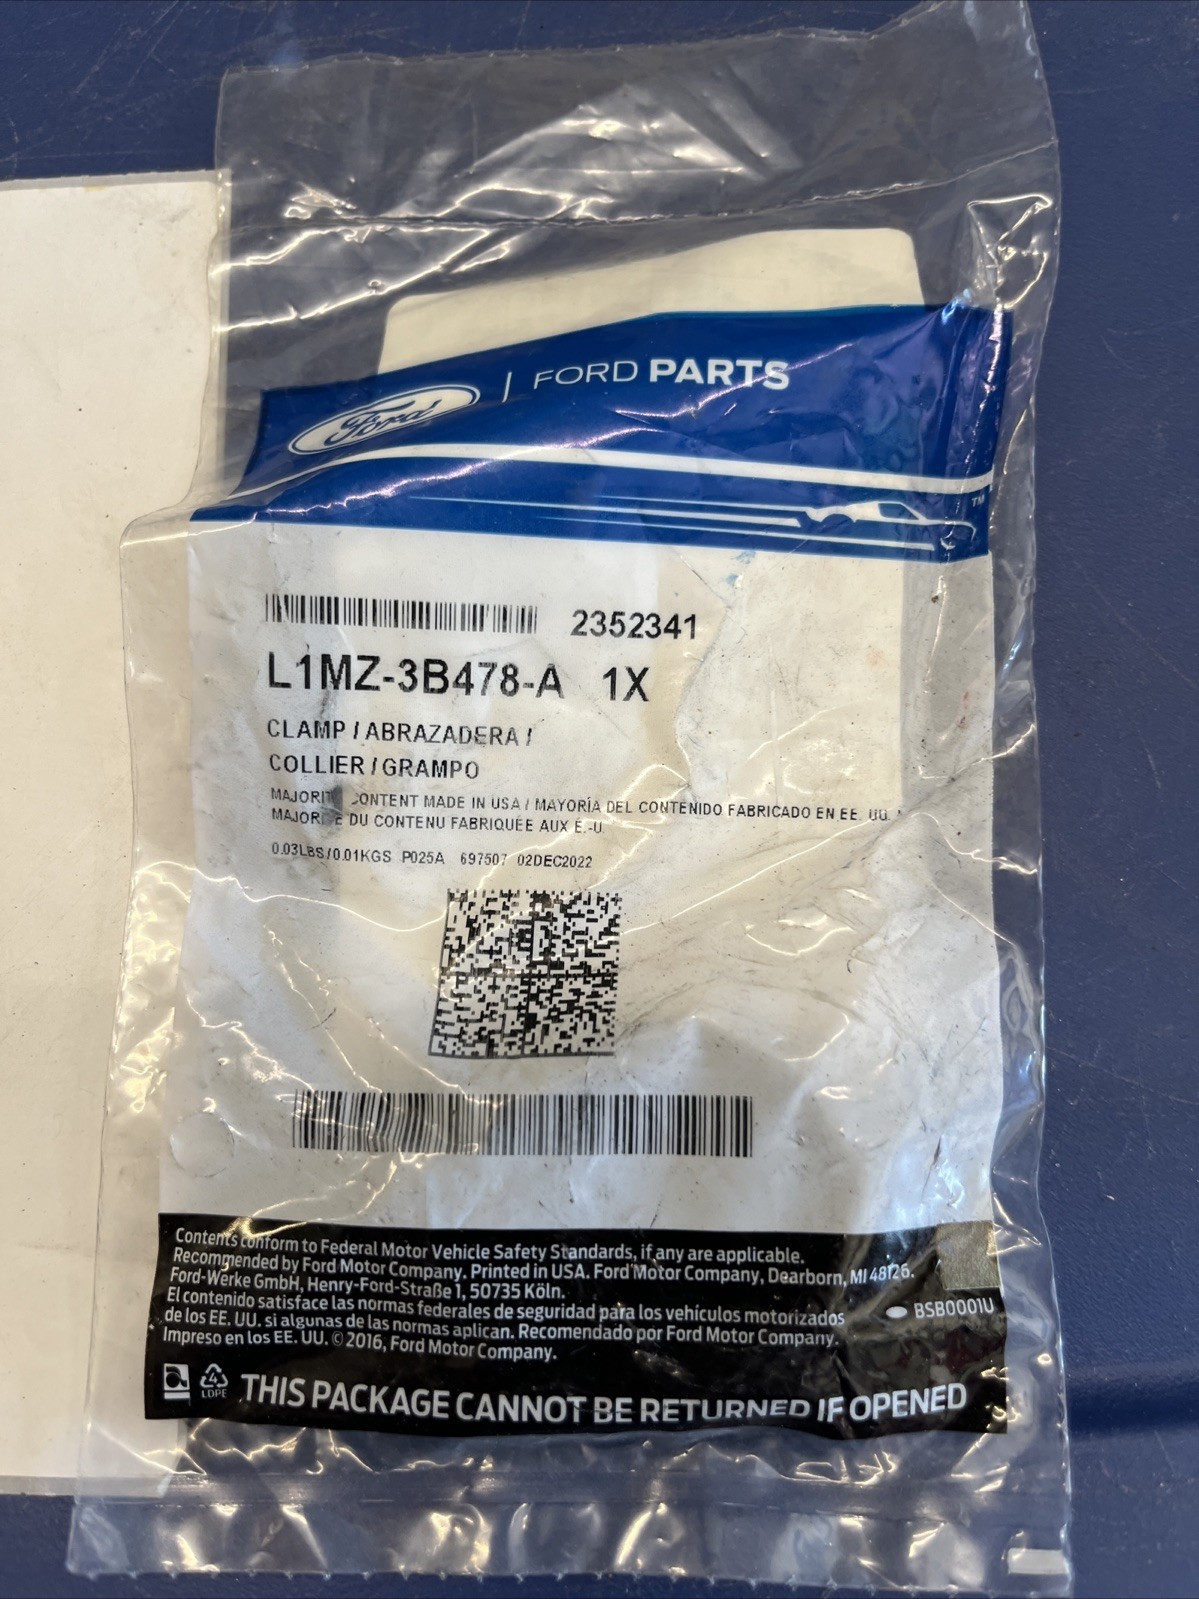 Ford | FORD PARTS
TM
2352341
L1MZ-3B478-A 1X
CLAMP / ABRAZADERA /
COLLIER / GRAMPO
CONTENT MADE IN USA / MAYORÍA DEL CONTENIDO FABRICADO EN EE. UU.
DU CONTENU FABRIQUÉE AUX É.-U.
0.03LBS/0.01KGS P025A 697507 02DEC2022
Contents conform to Federal Motor Vehicle Safety Standards, if any are applicable.
Recommended by Ford Motor Company. Printed in USA. Ford Motor Company, Dearborn, MI 48126.
Ford-Werke GmbH, Henry-Ford-Straße 1, 50735 Köln.
El contenido satisface las normas federales de seguridad para los vehículos motorizados
de los EE. UU. si algunas de las normas aplican. Recomendado por Ford Motor Company.
Impreso en los EE. UU. © 2016, Ford Motor Company.
BSB0001U
4
LDPE
THIS PACKAGE CANNOT BE RETURNED IF OPENED